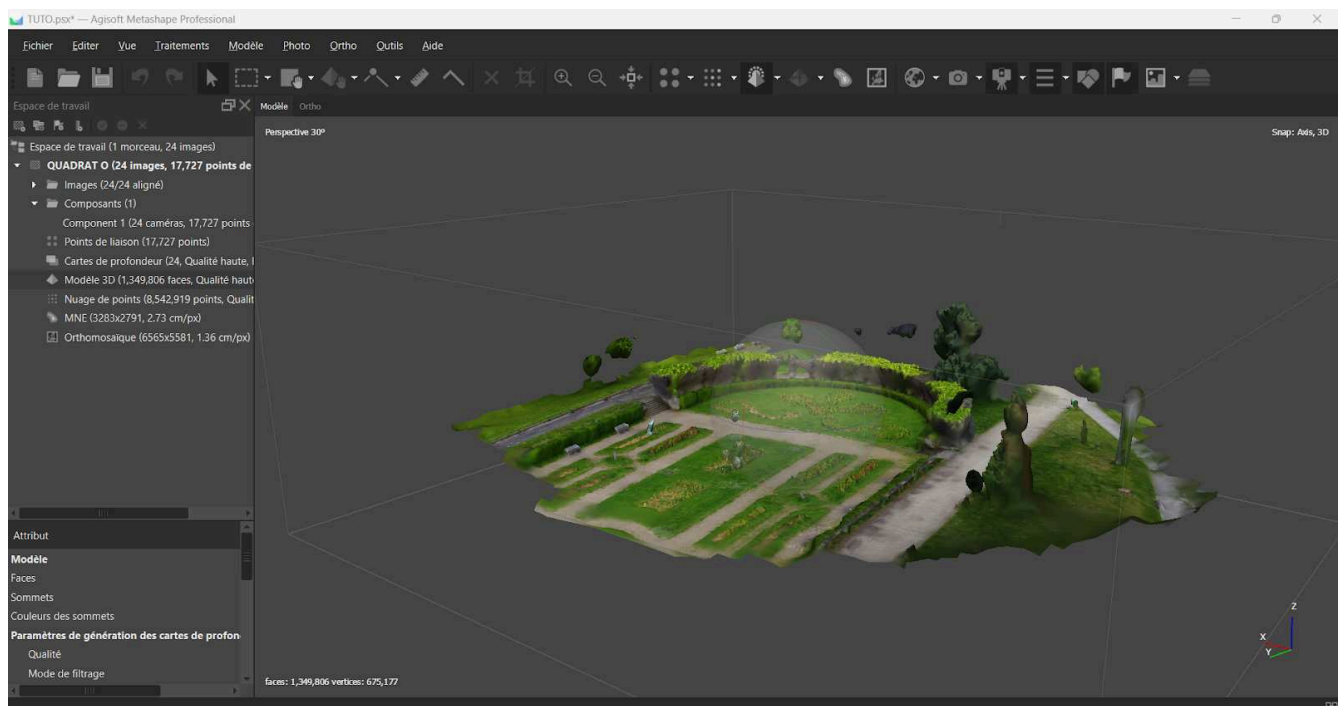 TUTO.psx* — Agisoft Metashape Professional
Fichier Editer Vue Traitements Modèle Photo Ortho Outils Aide
Espace de travail
Modèle Ortho
Perspective 30°
Snap: Axis, 3D
Espace de travail (1 morceau, 24 images)
QUADRAT O (24 images, 17,727 points de
Images (24/24 aligné)
Composants (1)
Component 1 (24 caméras, 17,727 points
Points de liaison (17,727 points)
Cartes de profondeur (24, Qualité haute,
Modèle 3D (1,349,806 faces, Qualité haut
Nuage de points (8,542,919 points, Qualit
MNE (3283x2791, 2.73 cm/px)
Orthomosaïque (6565x5581, 1.36 cm/px)
Attribut
Modèle
Faces
Sommets
Couleurs des sommets
Paramètres de génération des cartes de profon
Qualité
Mode de filtrage
faces: 1,349,806 vertices: 675,177
Z
X
Y